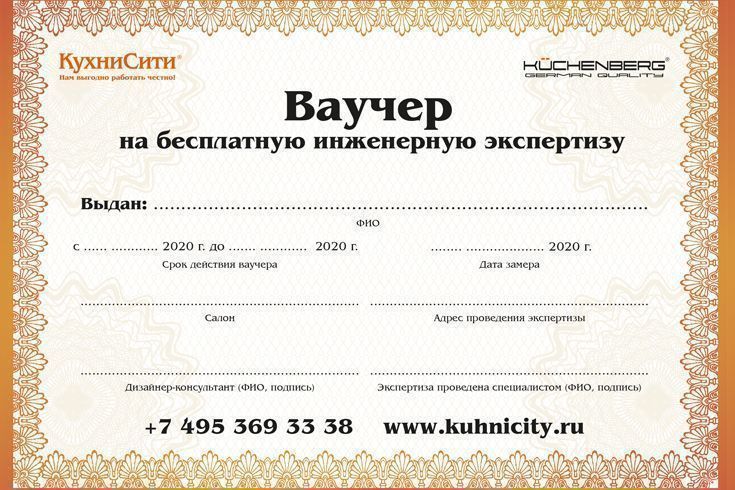 КухниСити®
Нам выгодно работать честно!
KÜCHENBERG®
GERMAN QUALITY
Ваучер
на бесплатную инженерную экспертизу
Выдан: ........................................................................................
ФИО
с ...... ............ 2020 г. до ....... ............ 2020 г.
........ .................... 2020 г.
Срок действия ваучера
Дата замера
Салон
Адрес проведения экспертизы
Дизайнер-консультант (ФИО, подпись)
Экспертиза проведена специалистом (ФИО, подпись)
+7 495 369 33 38 www.kuhnicity.ru